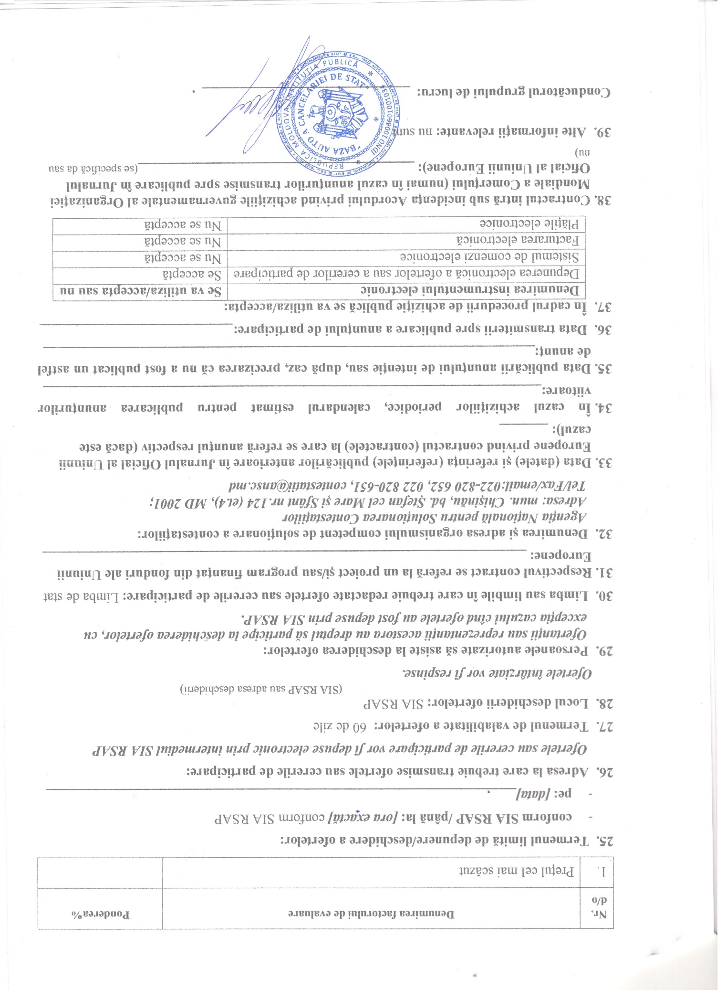 Nr. d/o | Denumirea factorului de evaluare | Ponderea%
1. | Prețul cel mai scăzut |
25. Termenul limită de depunere/deschidere a ofertelor:
- conform SIA RSAP /până la: [ora exactă] conform SIA RSAP
- pe: [data]
26. Adresa la care trebuie transmise ofertele sau cererile de participare:
Ofertele sau cererile de participare vor fi depuse electronic prin intermediul SIA RSAP
27. Termenul de valabilitate a ofertelor: 60 de zile
28. Locul deschiderii ofertelor: SIA RSAP
(SIA RSAP sau adresa deschiderii)
Ofertele întârziate vor fi respinse.
29. Persoanele autorizate să asiste la deschiderea ofertelor:
Ofertanții sau reprezentanții acestora au dreptul să participe la deschiderea ofertelor, cu
excepția cazului cînd ofertele au fost depuse prin SIA RSAP.
30. Limba sau limbile în care trebuie redactate ofertele sau cererile de participare: Limba de stat
31. Respectivul contract se referă la un proiect și/sau program finanțat din fonduri ale Uniunii
Europene:
32. Denumirea și adresa organismului competent de soluționare a contestațiilor:
Agenția Națională pentru Soluționarea Contestațiilor
Adresa: mun. Chișinău, bd. Ștefan cel Mare și Sfânt nr.124 (et.4), MD 2001;
Tel/Fax/email:022-820 652, 022 820-651, contestatii@ansc.md
33. Data (datele) și referința (referințele) publicărilor anterioare în Jurnalul Oficial al Uniunii
Europene privind contractul (contractele) la care se referă anunțul respectiv (dacă este
cazul):
34. În cazul achizițiilor periodice, calendarul estimat pentru publicarea anunțurilor
viitoare:
35. Data publicării anunțului de intenție sau, după caz, precizarea că nu a fost publicat un astfel
de anunț:
36. Data transmiterii spre publicare a anunțului de participare:
37. În cadrul procedurii de achiziție publică se va utiliza/accepta:
Denumirea instrumentului electronic | Se va utiliza/accepta sau nu
Depunerea electronică a ofertelor sau a cererilor de participare | Se acceptă
Sistemul de comenzi electronice | Nu se acceptă
Facturarea electronică | Nu se acceptă
Plățile electronice | Nu se acceptă
38. Contractul intră sub incidența Acordului privind achizițiile guvernamentale al Organizației
Mondiale a Comerțului (numai în cazul anunțurilor transmise spre publicare în Jurnalul
Oficial al Uniunii Europene): (se specifică da sau
nu)
39. Alte informații relevante: nu sunt
Conducătorul grupului de lucru:
REPUBLICA MOLDOVA INSTITUȚIA PUBLICĂ
"BAZA AUTO A CANCELARIEI DE STAT"